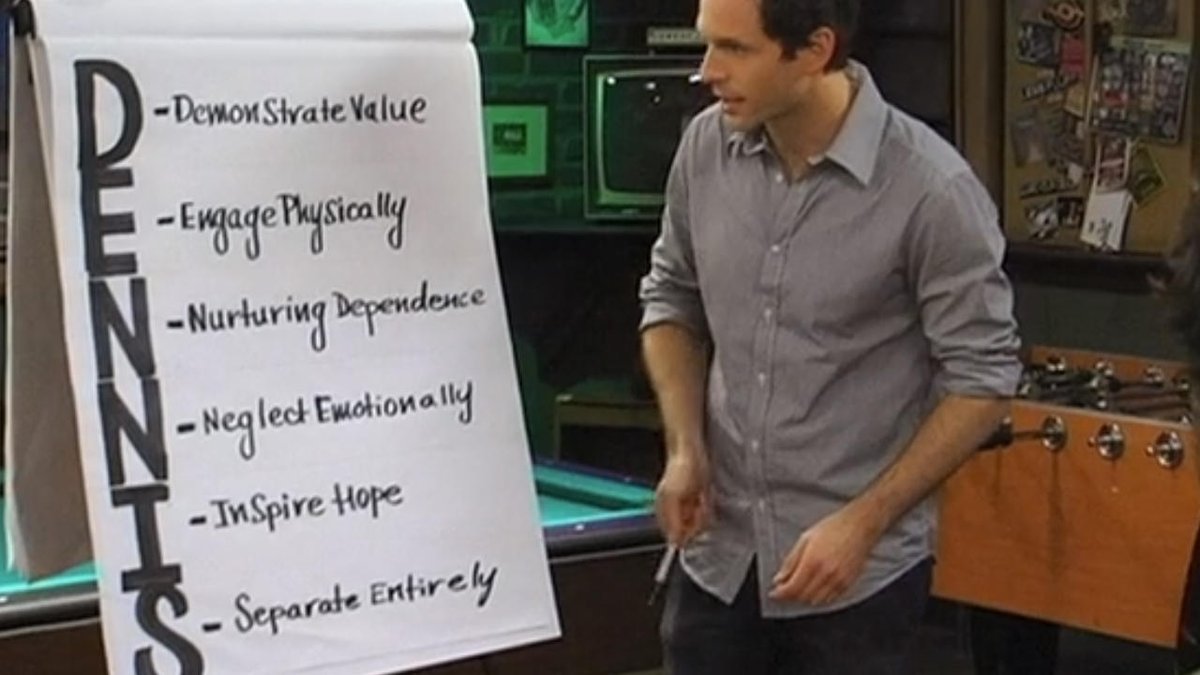 D - Demonstrate Value
E - Engage Physically
N - Nurturing Dependence
N - Neglect Emotionally
I - Inspire Hope
S - Separate Entirely